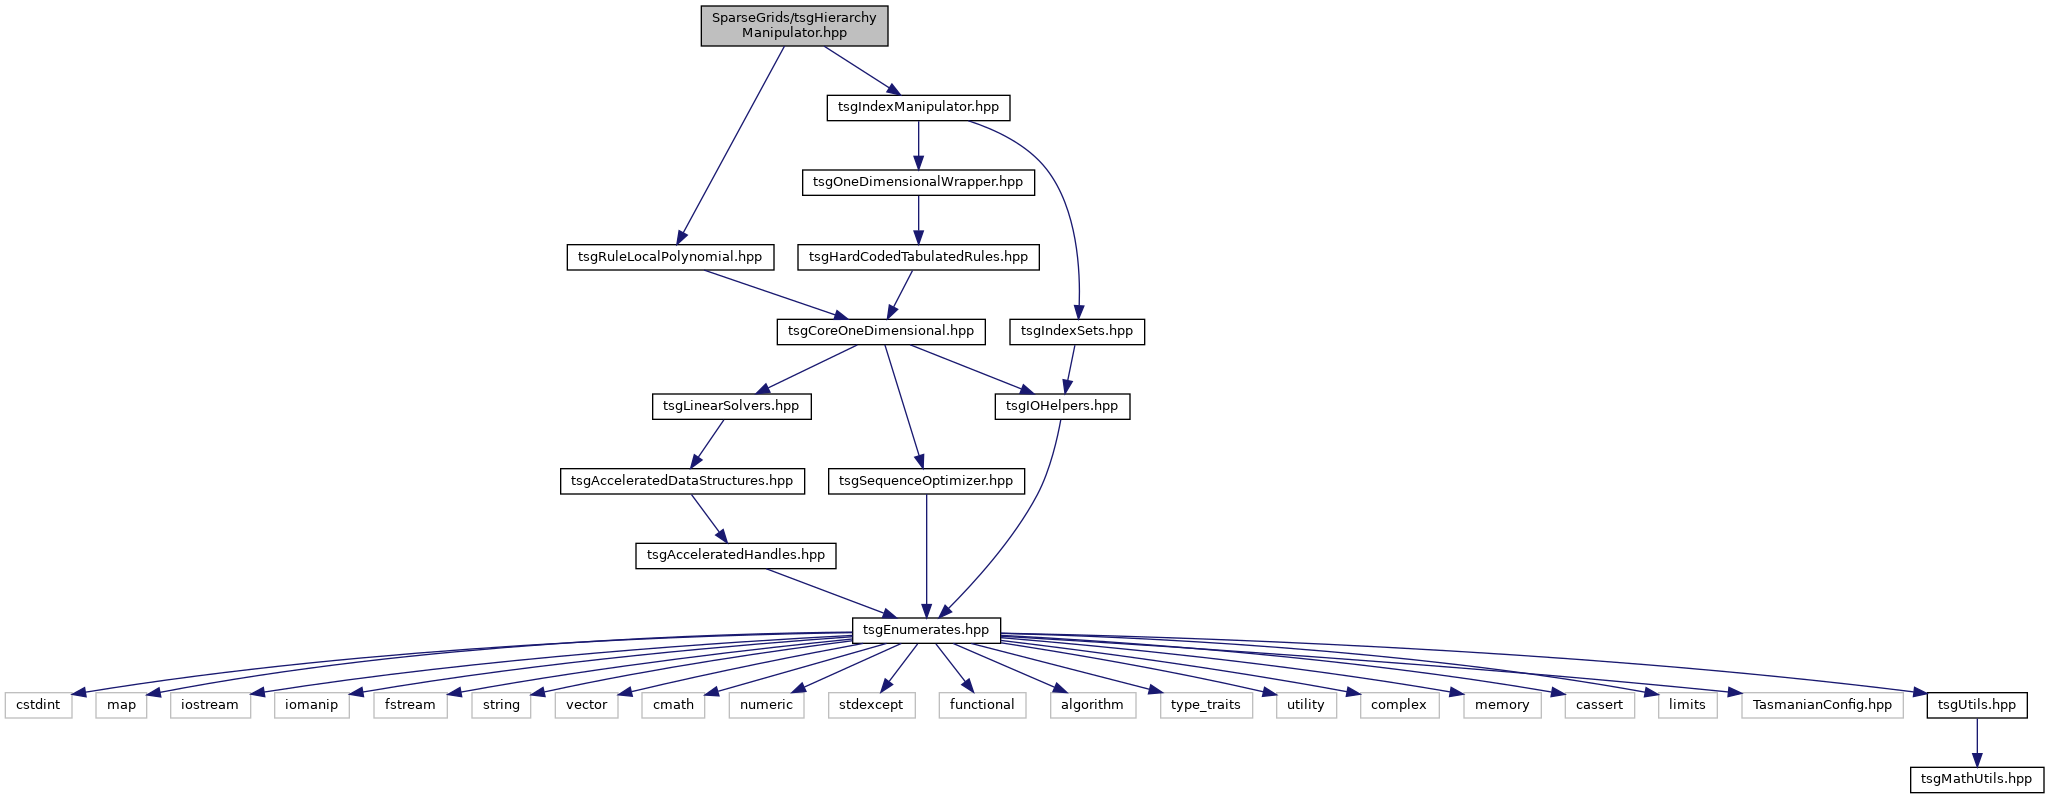 SparseGrids/tsgHierarchy
Manipulator.hpp
tsgIndexManipulator.hpp
tsgOneDimensionalWrapper.hpp
tsgRuleLocalPolynomial.hpp
tsgHardCodedTabulatedRules.hpp
tsgCoreOneDimensional.hpp
tsgIndexSets.hpp
tsgLinearSolvers.hpp
tsgIOHelpers.hpp
tsgAcceleratedDataStructures.hpp
tsgSequenceOptimizer.hpp
tsgAcceleratedHandles.hpp
tsgEnumerates.hpp
cstdint
map
iostream
iomanip
fstream
string
vector
cmath
numeric
stdexcept
functional
algorithm
type_traits
utility
complex
memory
cassert
limits
TasmanianConfig.hpp
tsgUtils.hpp
tsgMathUtils.hpp